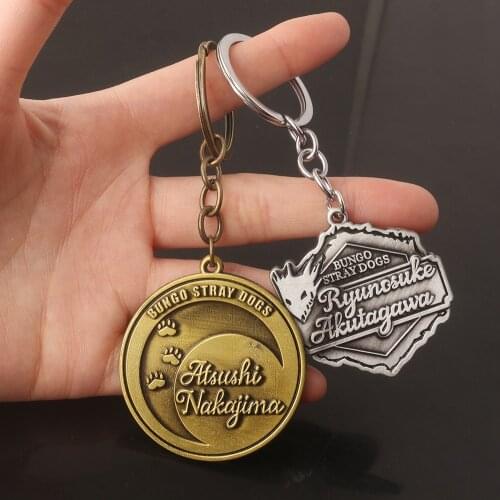 BUNGO STRAY DOGS
Atsushi
Nakajima
BUNGO
STRAY DOGS
Ryunosuke
Akutagawa